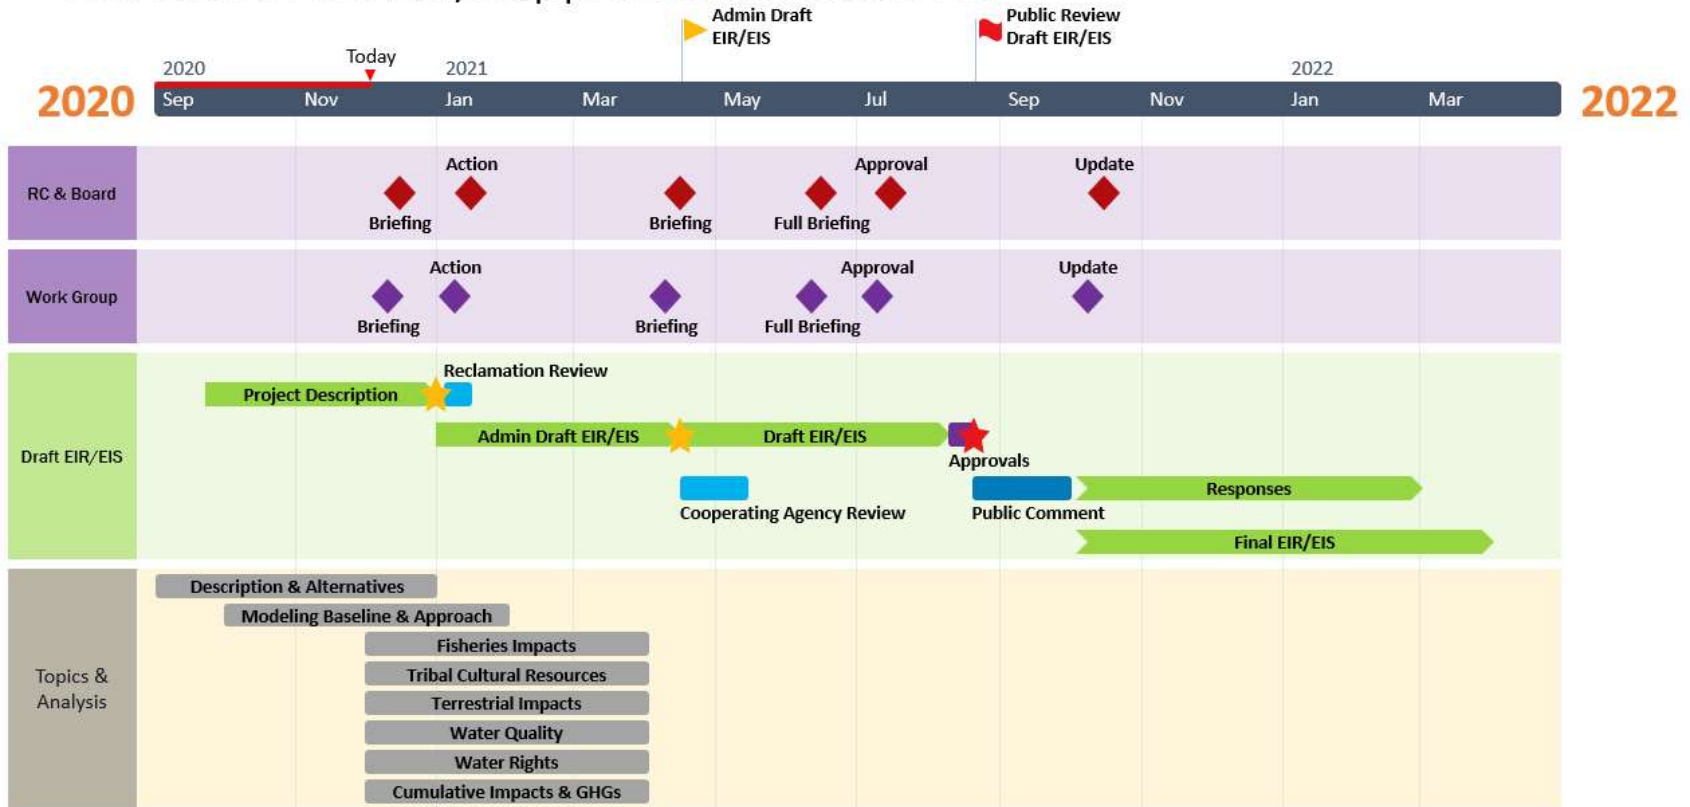 Admin Draft
EIR/EIS
Public Review
Draft EIR/EIS
Today
2020
2021
2022
2020
Sep
Nov
Jan
Mar
May
Jul
Sep
Nov
Jan
Mar
2022
RC & Board
Action
Approval
Update
Briefing
Briefing
Full Briefing
Work Group
Action
Approval
Update
Briefing
Briefing
Full Briefing
Draft EIR/EIS
Reclamation Review
Project Description
Admin Draft EIR/EIS
Draft EIR/EIS
Approvals
Responses
Cooperating Agency Review
Public Comment
Final EIR/EIS
Topics &
Analysis
Description & Alternatives
Modeling Baseline & Approach
Fisheries Impacts
Tribal Cultural Resources
Terrestrial Impacts
Water Quality
Water Rights
Cumulative Impacts & GHGs